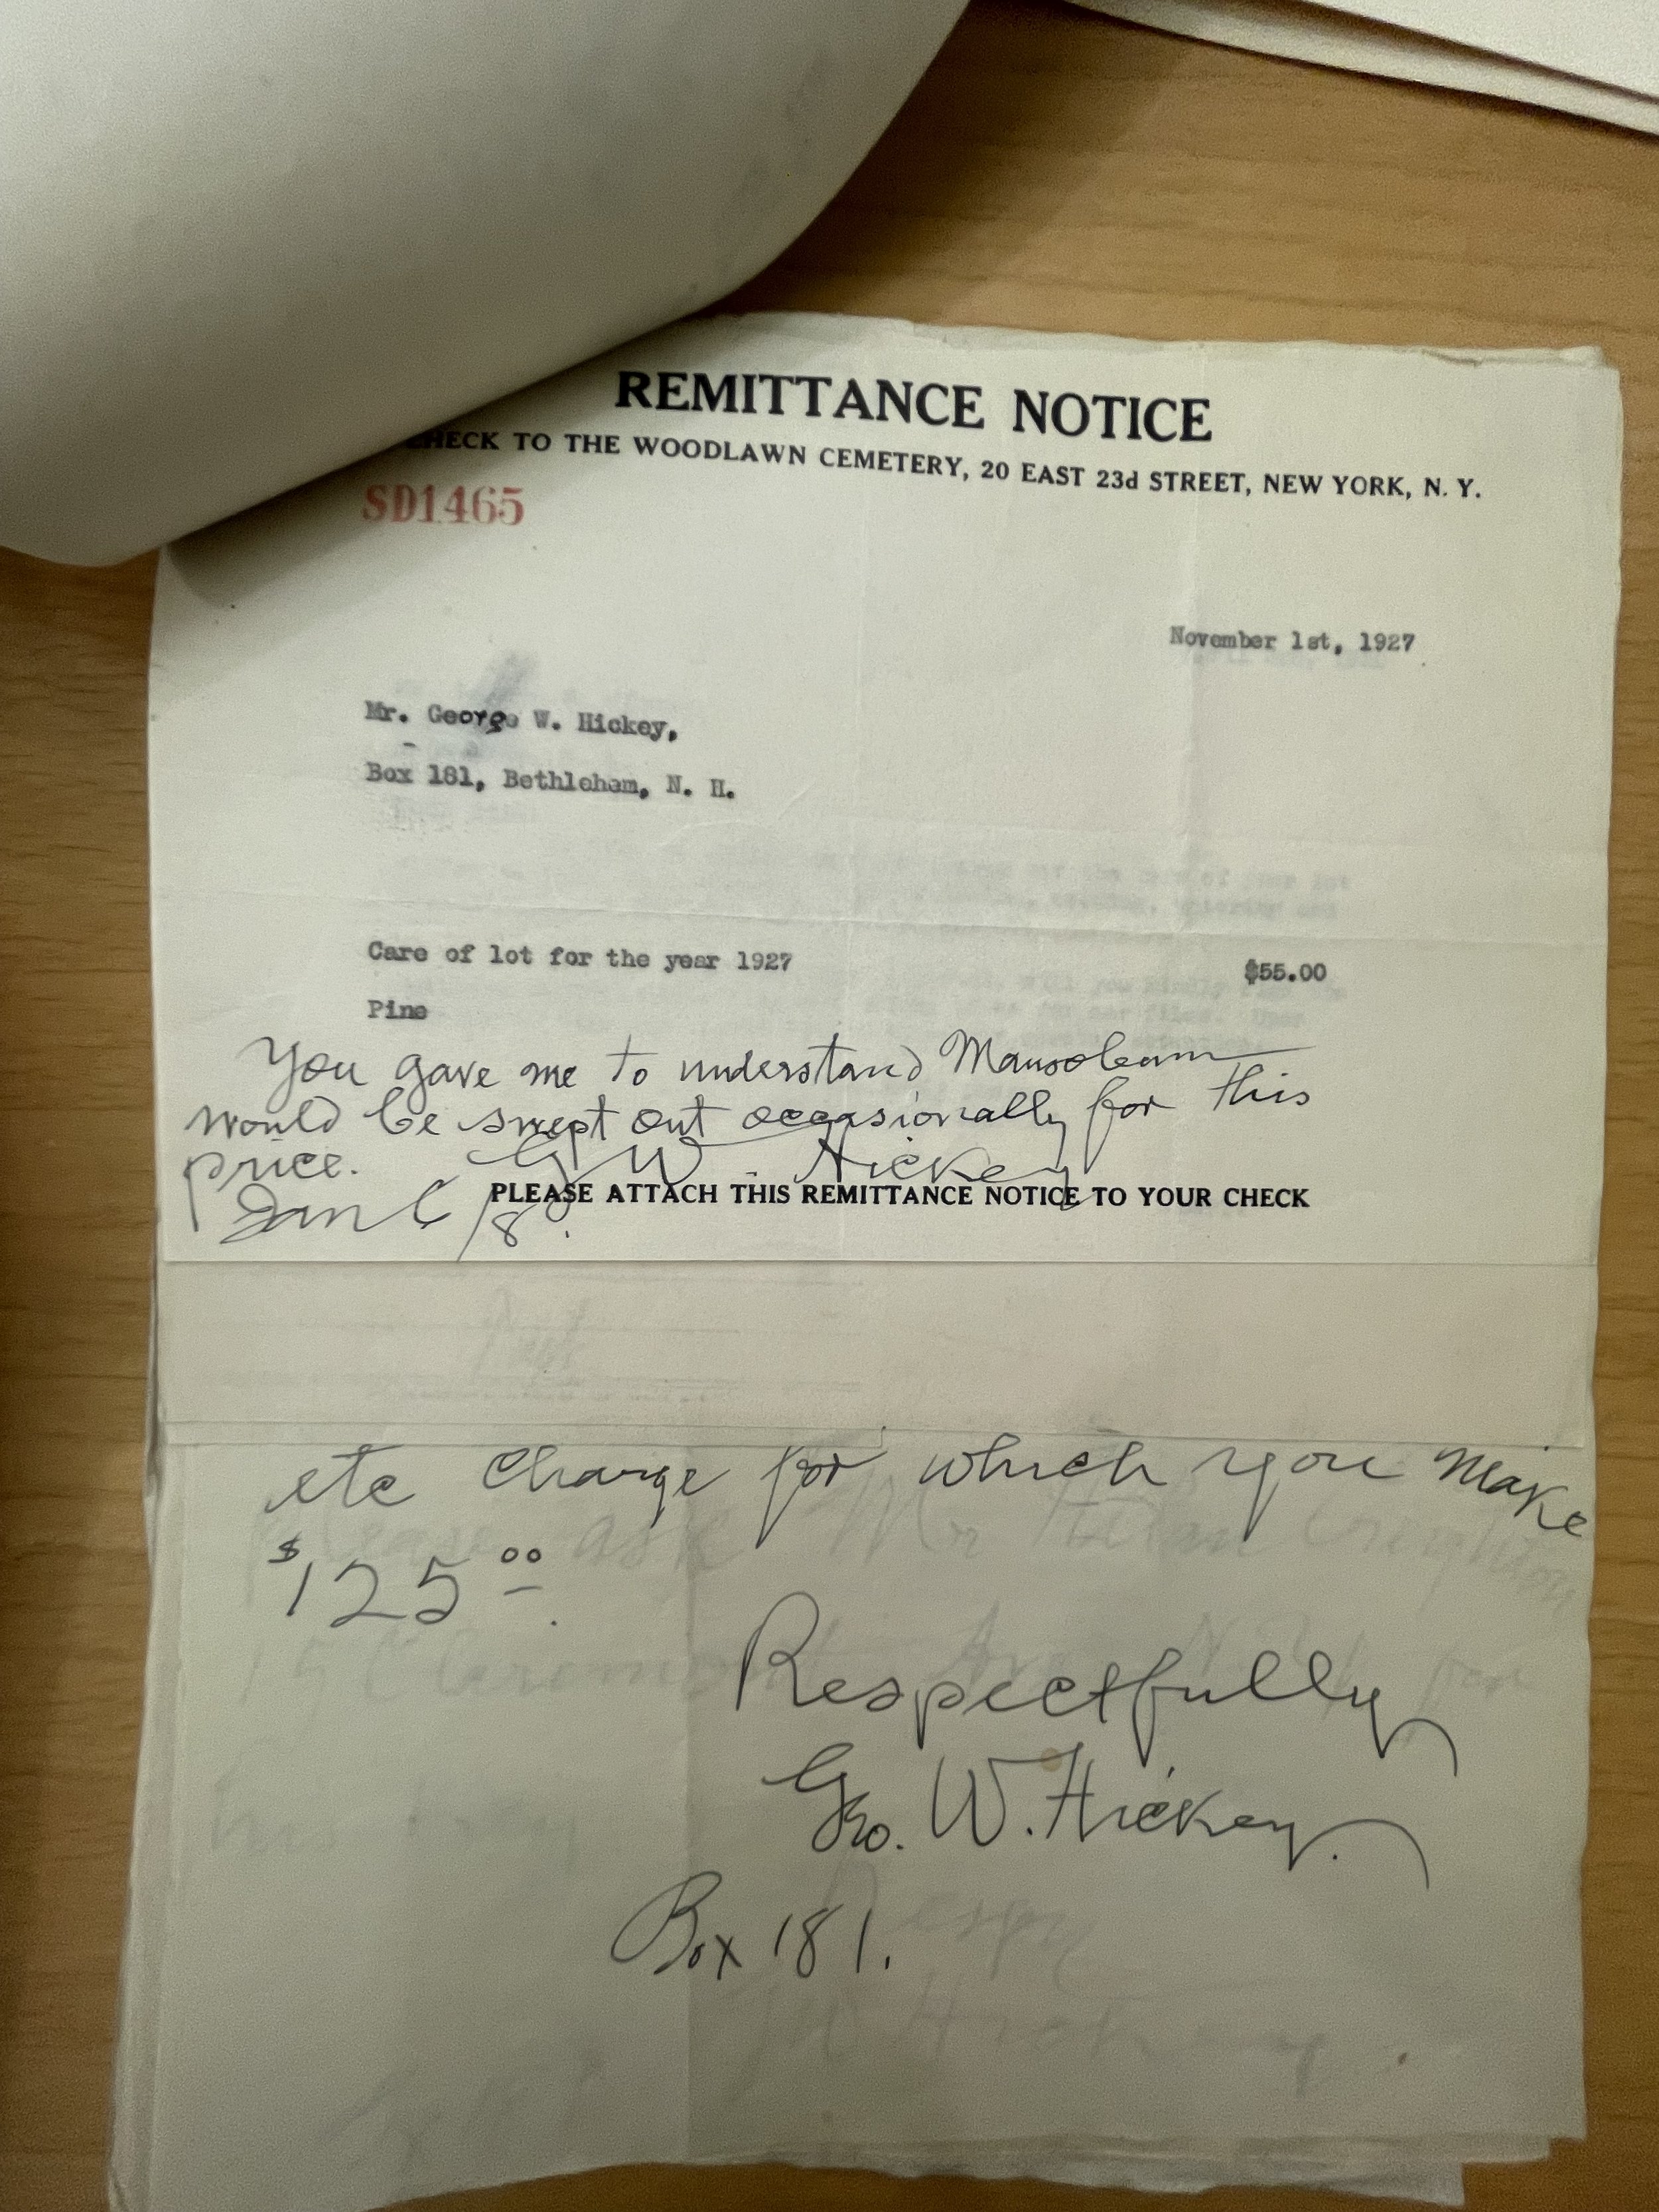 REMITTANCE NOTICE
CHECK TO THE WOODLAWN CEMETERY, 20 EAST 23d STREET, NEW YORK, N. Y.
SD1465
November 1st, 1927
Mr. George W. Hickey,
Box 181, Bethlehem, N. H.
Care of lot for the year 1927 $55.00
Pine
You gave me to understand Mausoleum
would be swept out occasionally for this
price. G W Hickey
PLEASE ATTACH THIS REMITTANCE NOTICE TO YOUR CHECK
etc charge for which you make
$125 00.
Respectfully
Geo. W. Hickey.
Box 181.